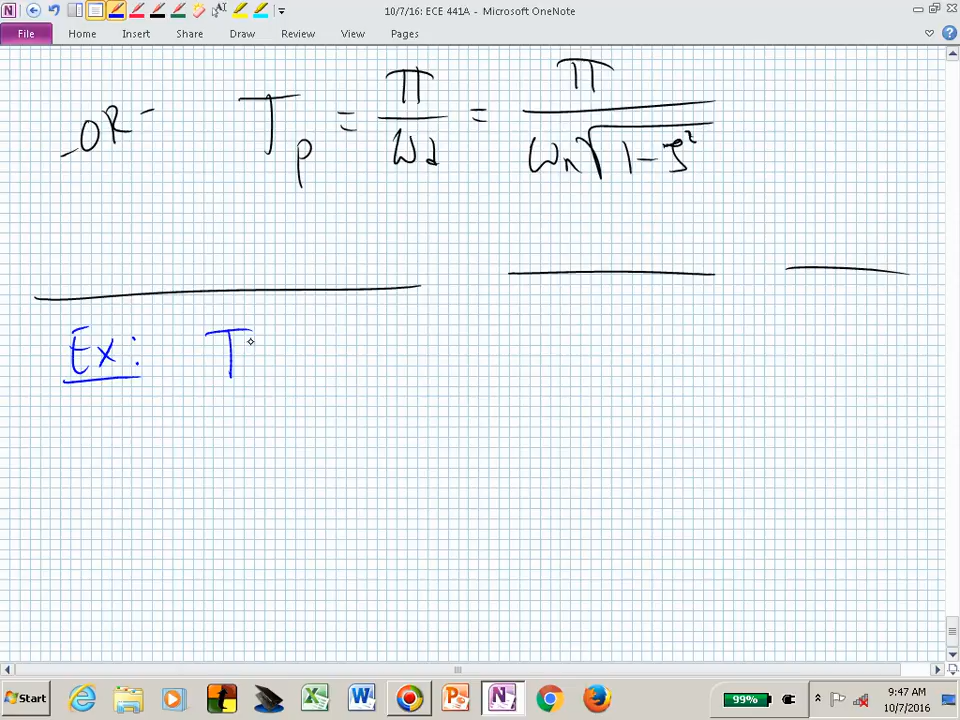 10/7/16: ECE 441A - Microsoft OneNote
File Home Insert Share Draw Review View Pages
-OR- Tp = π/ωd = π/(ωn√(1-ζ²))
Ex: T
Start
99%
9:47 AM
10/7/2016